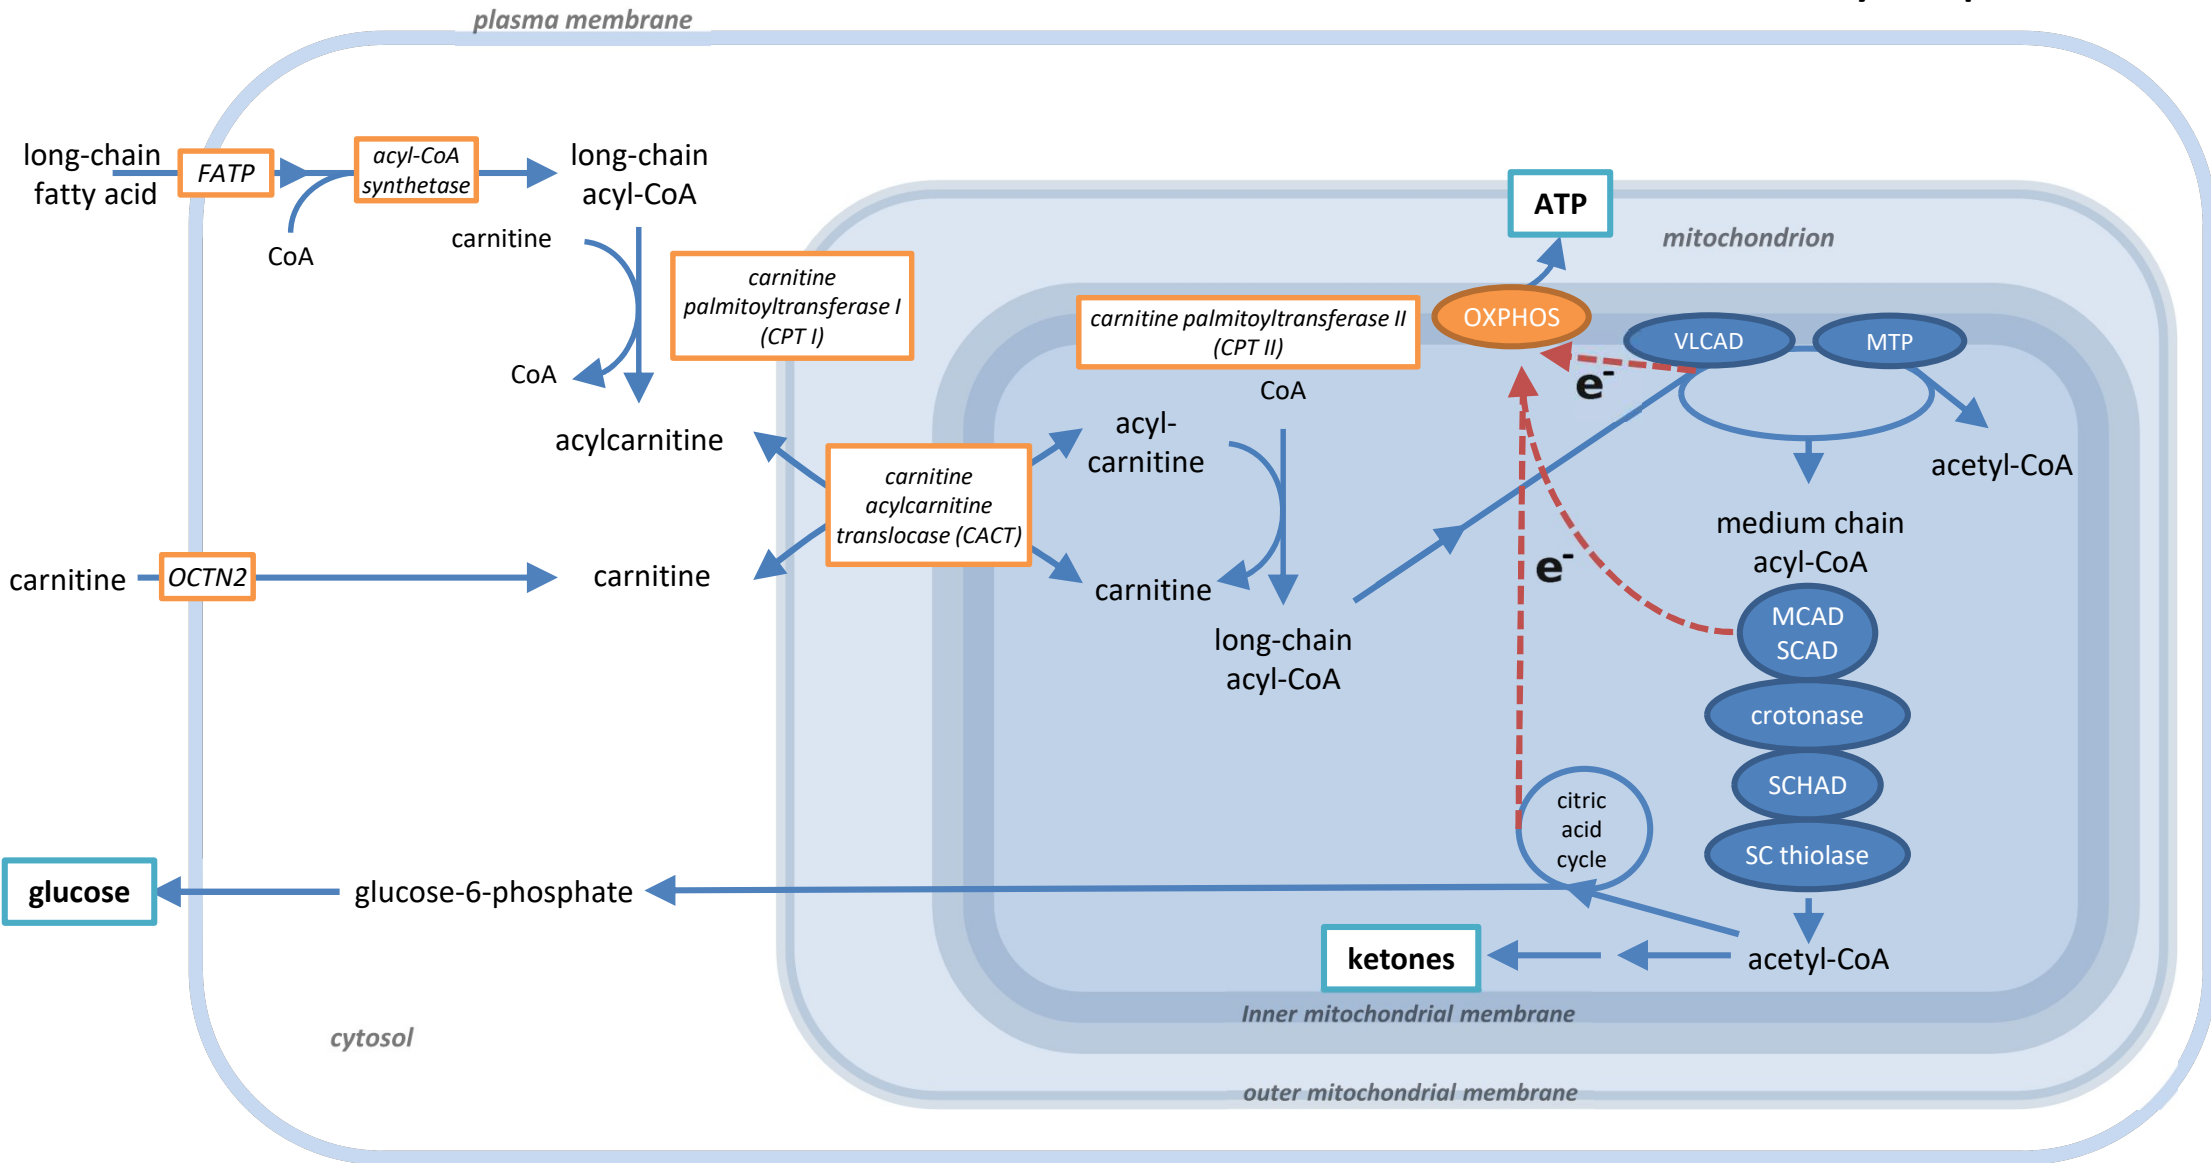 plasma membrane
long-chain
fatty acid
FATP
acyl-CoA
synthetase
long-chain
acyl-CoA
CoA
carnitine
carnitine
palmitoyltransferase I
(CPT I)
CoA
acylcarnitine
carnitine
acylcarnitine
translocase (CACT)
carnitine
OCTN2
carnitine
ATP
mitochondrion
carnitine palmitoyltransferase II
(CPT II)
OXPHOS
VLCAD
MTP
e-
CoA
acyl-
carnitine
carnitine
long-chain
acyl-CoA
acetyl-CoA
medium chain
acyl-CoA
e-
MCAD
SCAD
crotonase
SCHAD
SC thiolase
citric
acid
cycle
glucose
glucose-6-phosphate
ketones
acetyl-CoA
Inner mitochondrial membrane
cytosol
outer mitochondrial membrane